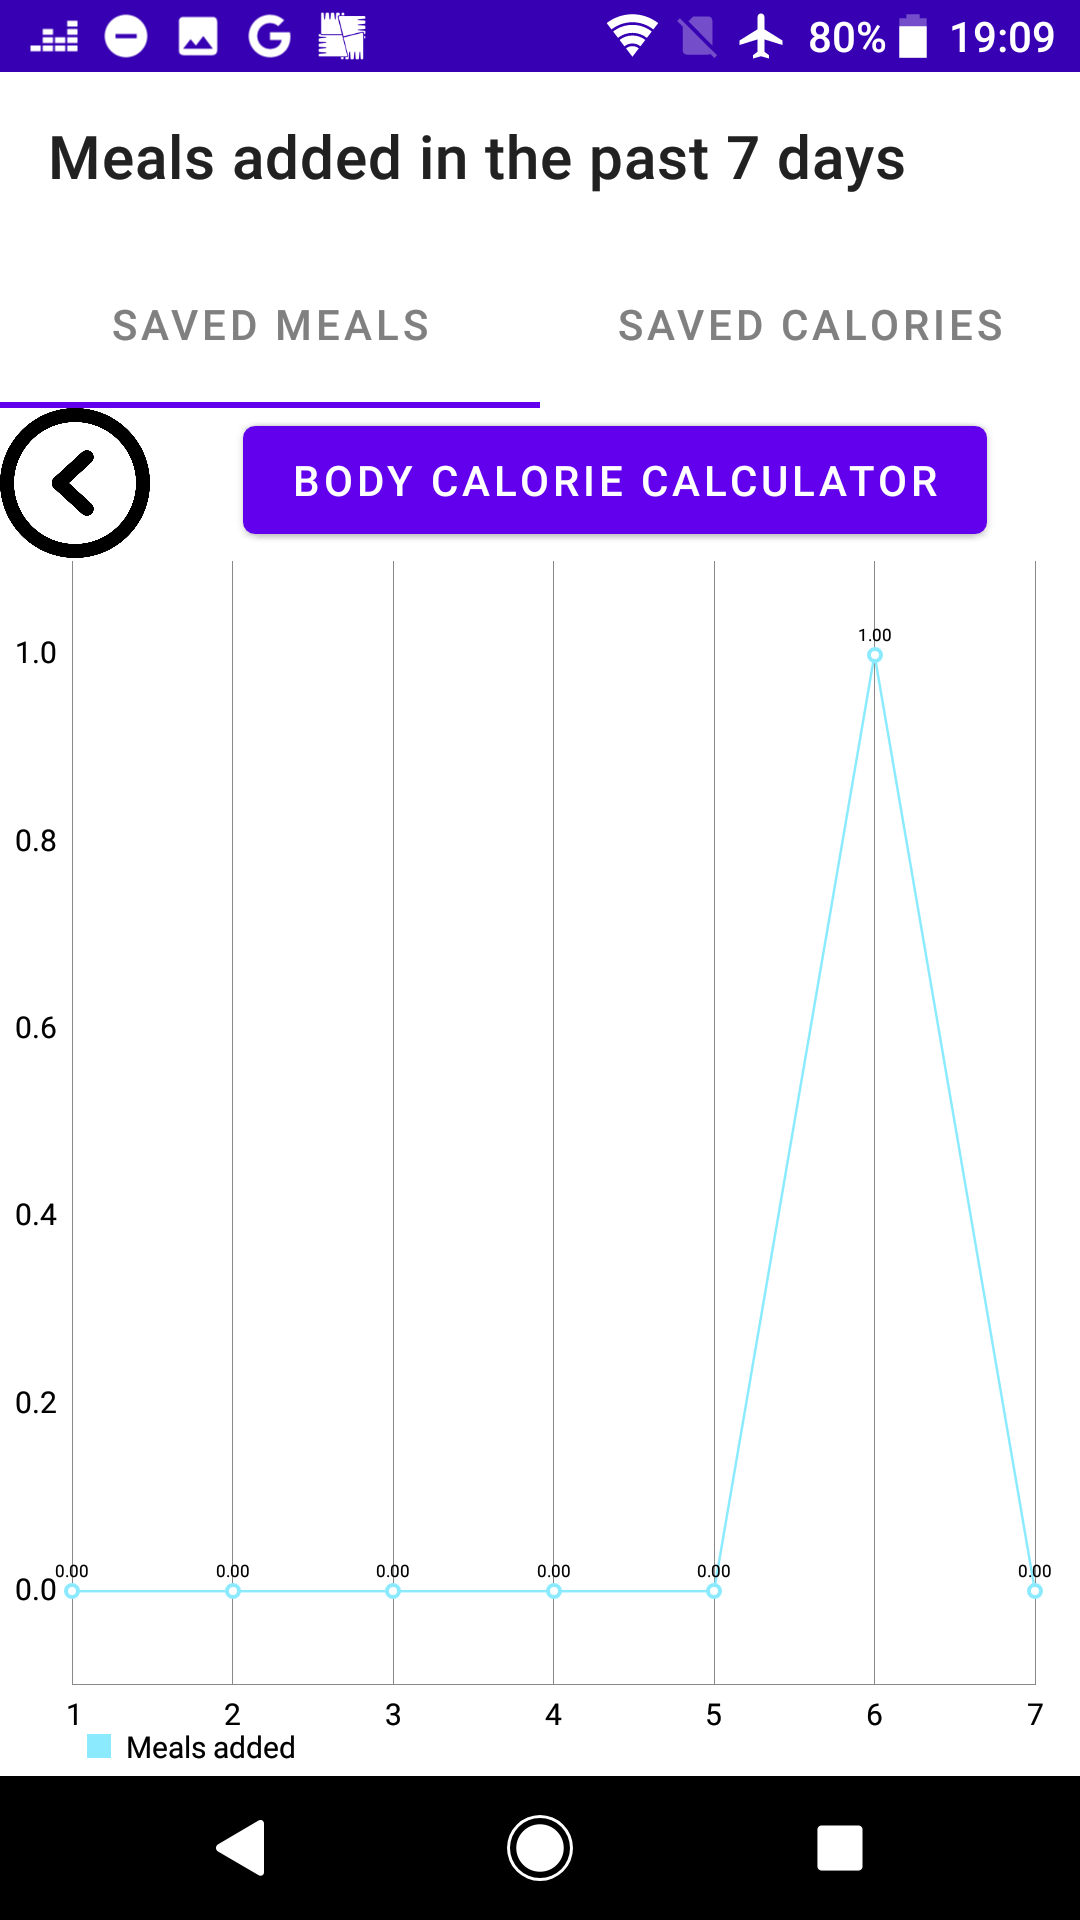 80% 19:09
Meals added in the past 7 days
SAVED MEALS SAVED CALORIES
BODY CALORIE CALCULATOR
1.00
1.0
0.8
0.6
0.4
0.2
0.00 0.00 0.00 0.00 0.00 0.00
0.0
1 2 3 4 5 6 7
Meals added